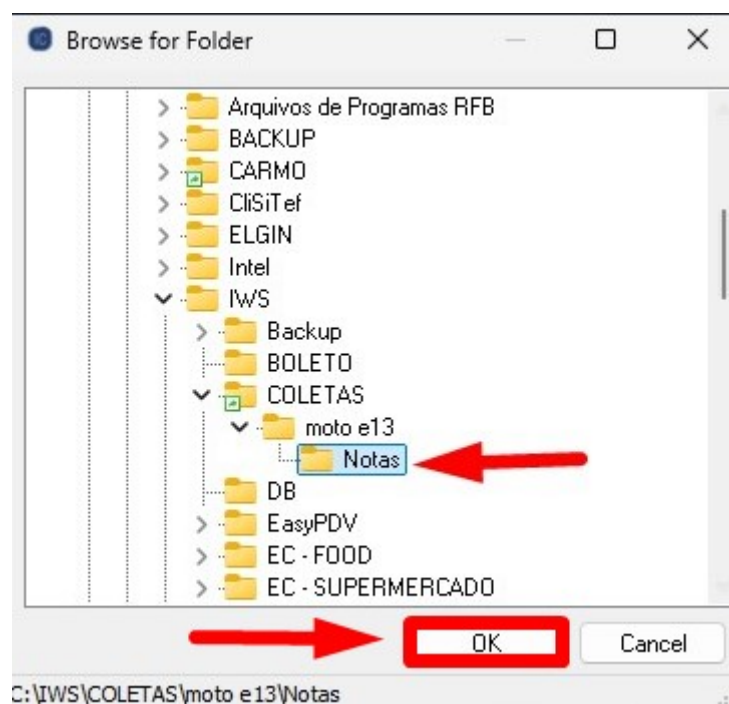 Browse for Folder
Arquivos de Programas RFB
BACKUP
CARMO
CliSiTef
ELGIN
Intel
IWS
Backup
BOLETO
COLETAS
moto e13
Notas
DB
EasyPDV
EC - FOOD
EC - SUPERMERCADO
OK Cancel
C:\IWS\COLETAS\moto e13\Notas